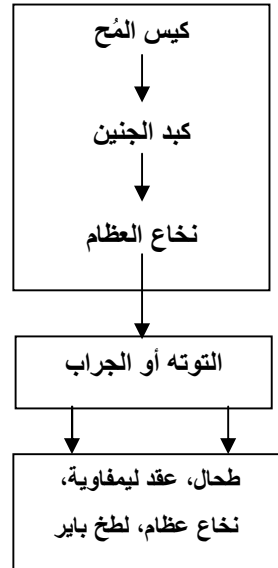 كيس المُح
كبد الجنين
نخاع العظام
التوته أو الجراب
طحال، عقد ليمفاوية،
نخاع عظام، لطخ باير